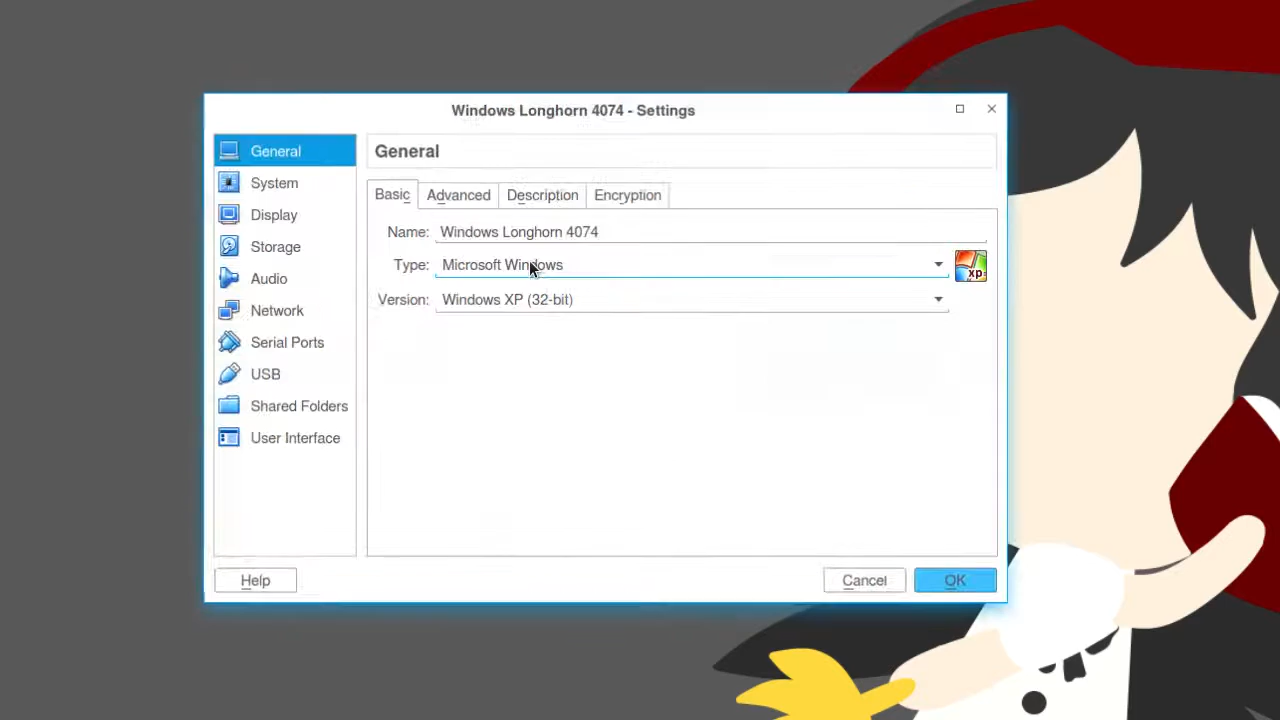 Windows Longhorn 4074 - Settings
General
System
Display
Storage
Audio
Network
Serial Ports
USB
Shared Folders
User Interface
General
Basic Advanced Description Encryption
Name: Windows Longhorn 4074
Type: Microsoft Windows
xp
Version: Windows XP (32-bit)
Help Cancel OK